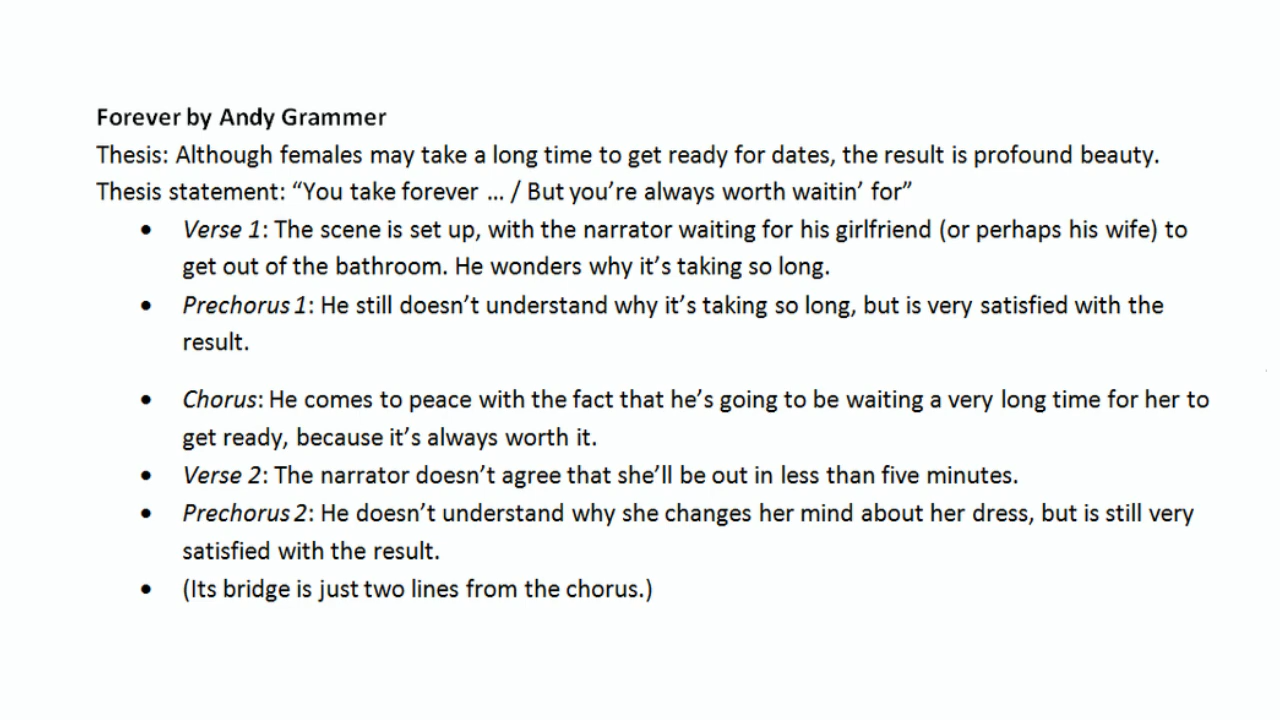 Forever by Andy Grammer
Thesis: Although females may take a long time to get ready for dates, the result is profound beauty.
Thesis statement: “You take forever ... / But you’re always worth waitin’ for”
• Verse 1: The scene is set up, with the narrator waiting for his girlfriend (or perhaps his wife) to
get out of the bathroom. He wonders why it’s taking so long.
• Prechorus 1: He still doesn’t understand why it’s taking so long, but is very satisfied with the
result.
• Chorus: He comes to peace with the fact that he’s going to be waiting a very long time for her to
get ready, because it’s always worth it.
• Verse 2: The narrator doesn’t agree that she’ll be out in less than five minutes.
• Prechorus 2: He doesn’t understand why she changes her mind about her dress, but is still very
satisfied with the result.
• (Its bridge is just two lines from the chorus.)